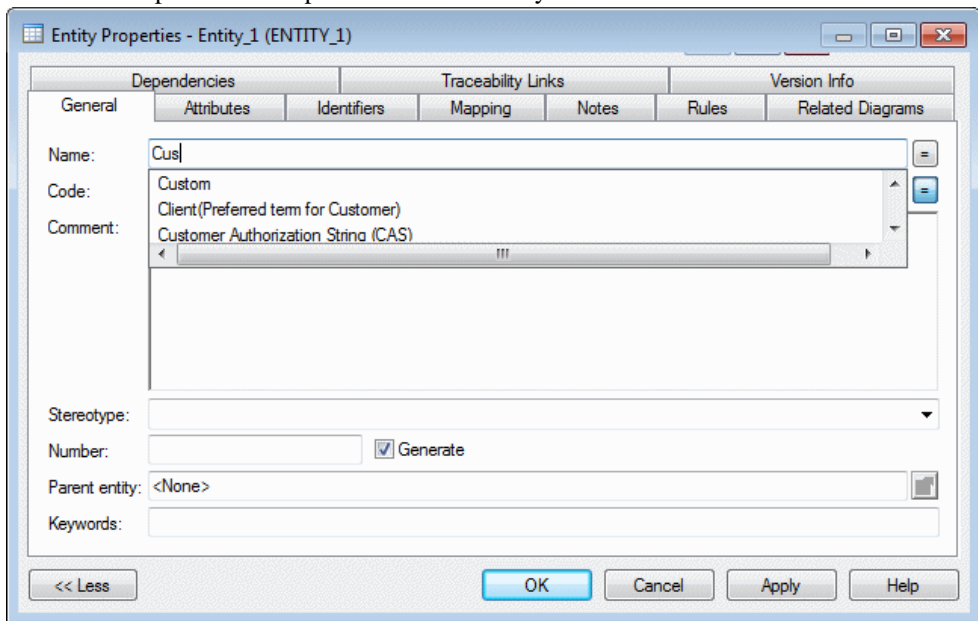 Entity Properties - Entity_1 (ENTITY_1)
Dependencies Traceability Links Version Info
General Attributes Identifiers Mapping Notes Rules Related Diagrams
Name: Cus =
Code: Custom =
Client(Preferred term for Customer)
Comment: Customer Authorization String (CAS)
Stereotype:
Number: Generate
Parent entity: <None>
Keywords:
<< Less OK Cancel Apply Help